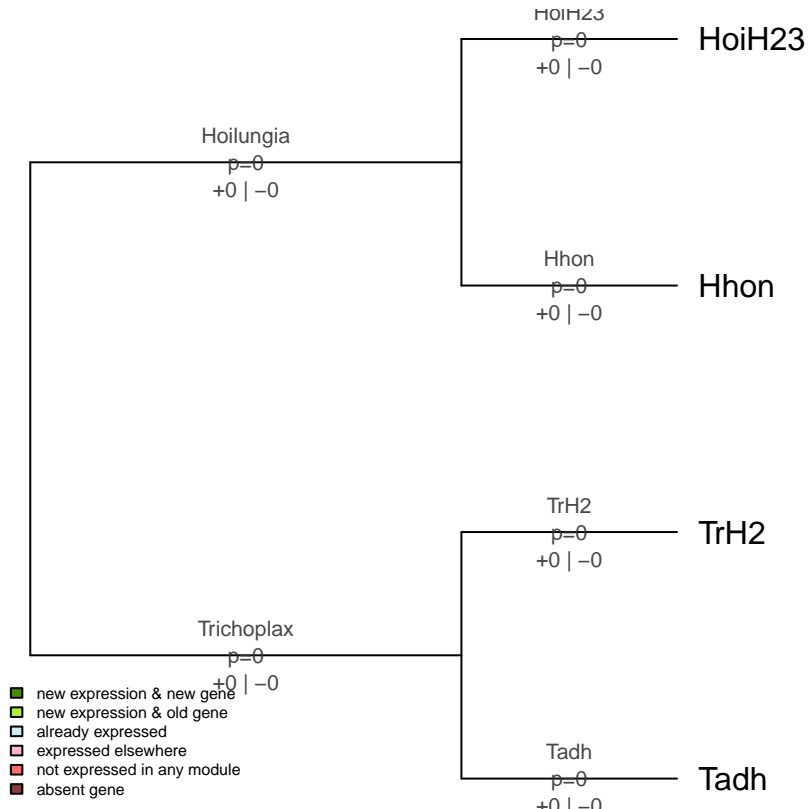 HoiH23
p=0
+0 | −0
HoiH23
Hoilungia
p=0
+0 | −0
Hhon
p=0
+0 | −0
Hhon
TrH2
p=0
+0 | −0
TrH2
Trichoplax
p=0
+0 | −0
new expression & new gene
new expression & old gene
already expressed
expressed elsewhere
not expressed in any module
absent gene
Tadh
p=0
+0 | −0
Tadh